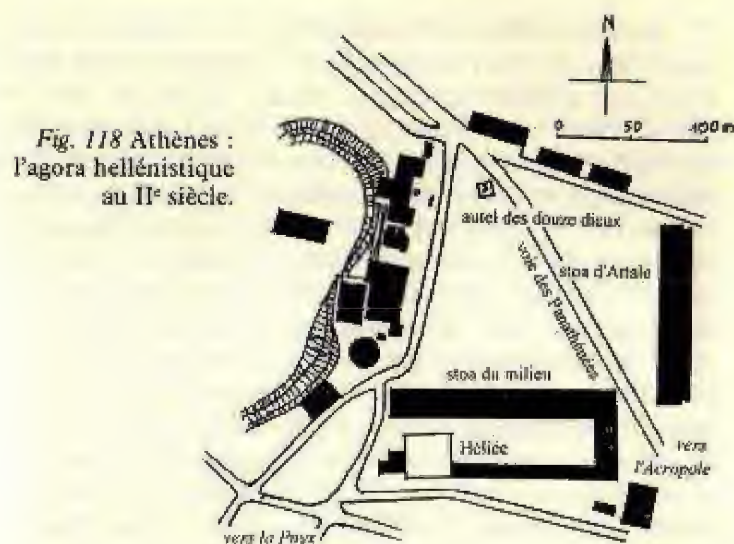 Fig. 118 Athènes :
l'agora hellénistique
au IIe siècle.
N
0 50 100 m
autel des douze dieux
voie des Panathénées
stoa d'Attale
stoa du milieu
Héliée
vers
l'Acropole
vers la Pnyx